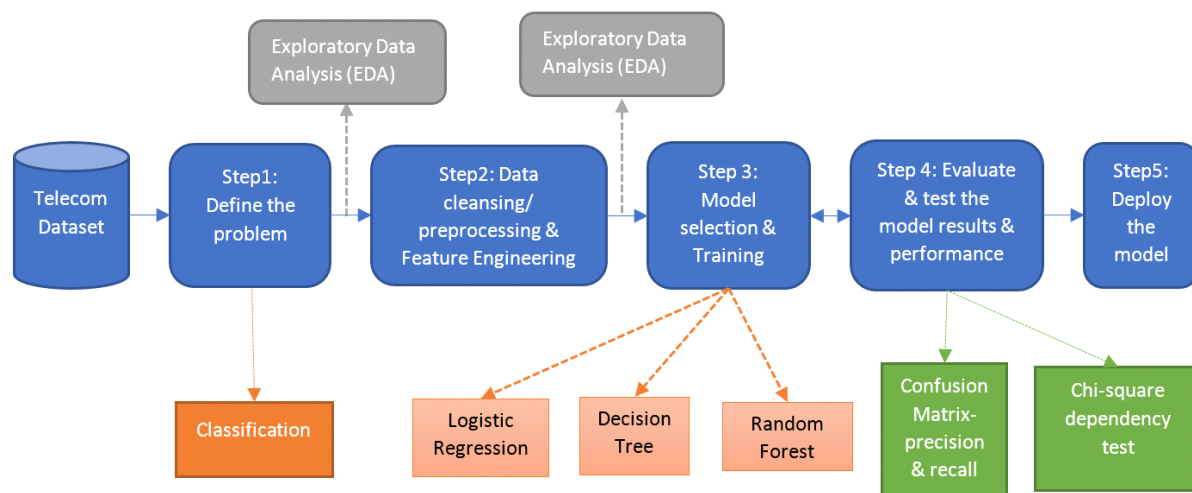 Exploratory Data
Analysis (EDA)
Exploratory Data
Analysis (EDA)
Telecom
Dataset
Step1:
Define the
problem
Step2: Data
cleansing/
preprocessing &
Feature Engineering
Step 3:
Model
selection &
Training
Step 4: Evaluate
& test the
model results &
performance
Step5:
Deploy
the
model
Classification
Logistic
Regression
Decision
Tree
Random
Forest
Confusion
Matrix-
precision
& recall
Chi-square
dependency
test